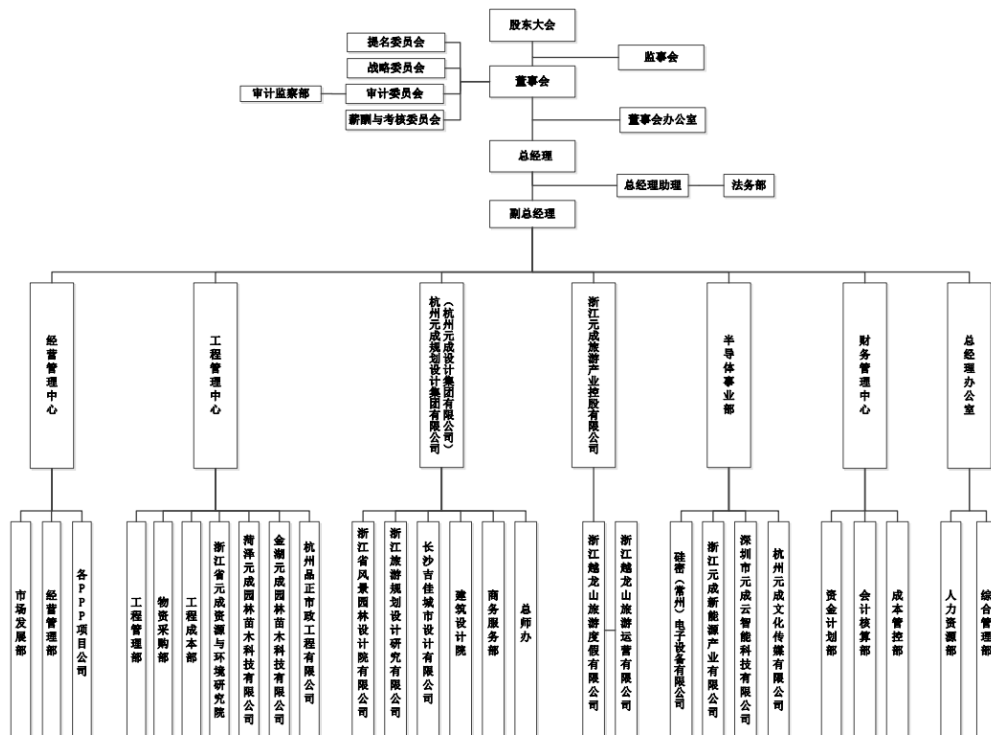 股东大会
提名委员会
监事会
战略委员会
董事会
审计监察部
审计委员会
薪酬与考核委员会
董事会办公室
总经理
总经理助理
法务部
副总经理
经营管理中心
工程管理中心
杭州元成规划设计集团有限公司
（杭州元成设计集团有限公司）
浙江元成旅游产业控股有限公司
半导体事业部
财务管理中心
总经理办公室
市场发展部
经营管理部
各PPP项目公司
工程管理部
物资采购部
工程成本部
浙江省元成资源与环境研究院
菏泽元成园林苗木科技有限公司
金湖元成园林苗木科技有限公司
杭州品正市政工程有限公司
浙江省风景园林设计院有限公司
浙江旅游规划设计研究有限公司
长沙吉佳城市设计有限公司
建筑设计院
商务服务部
总师办
浙江越龙山旅游度假有限公司
浙江越龙山旅游运营有限公司
硅密（常州）电子设备有限公司
浙江元成新能源产业有限公司
深圳市元成云智能科技有限公司
杭州元成文化传媒有限公司
资金计划部
会计核算部
成本管控部
人力资源部
综合管理部